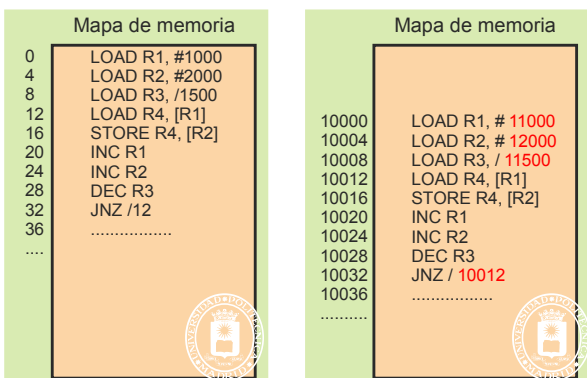 Mapa de memoria
0 LOAD R1, #1000
4 LOAD R2, #2000
8 LOAD R3, /1500
12 LOAD R4, [R1]
16 STORE R4, [R2]
20 INC R1
24 INC R2
28 DEC R3
32 JNZ /12
36 .................
....
Mapa de memoria
10000 LOAD R1, # 11000
10004 LOAD R2, # 12000
10008 LOAD R3, / 11500
10012 LOAD R4, [R1]
10016 STORE R4, [R2]
10020 INC R1
10024 INC R2
10028 DEC R3
10032 JNZ / 10012
10036 .................
..........